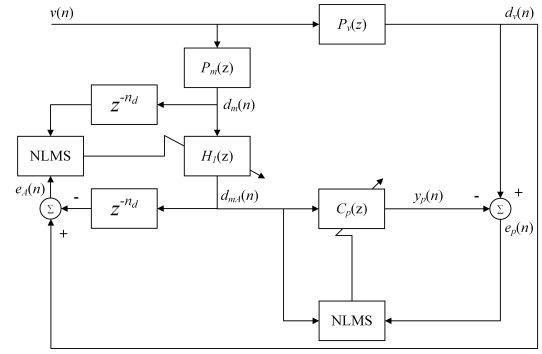 v(n)
P_v(z)
d_v(n)
P_m(z)
z^{-n_d}
d_m(n)
NLMS
H_l(z)
e_A(n)
-
z^{-n_d}
d_{mA}(n)
C_p(z)
y_p(n)
-
+
Σ
Σ
+
e_p(n)
NLMS